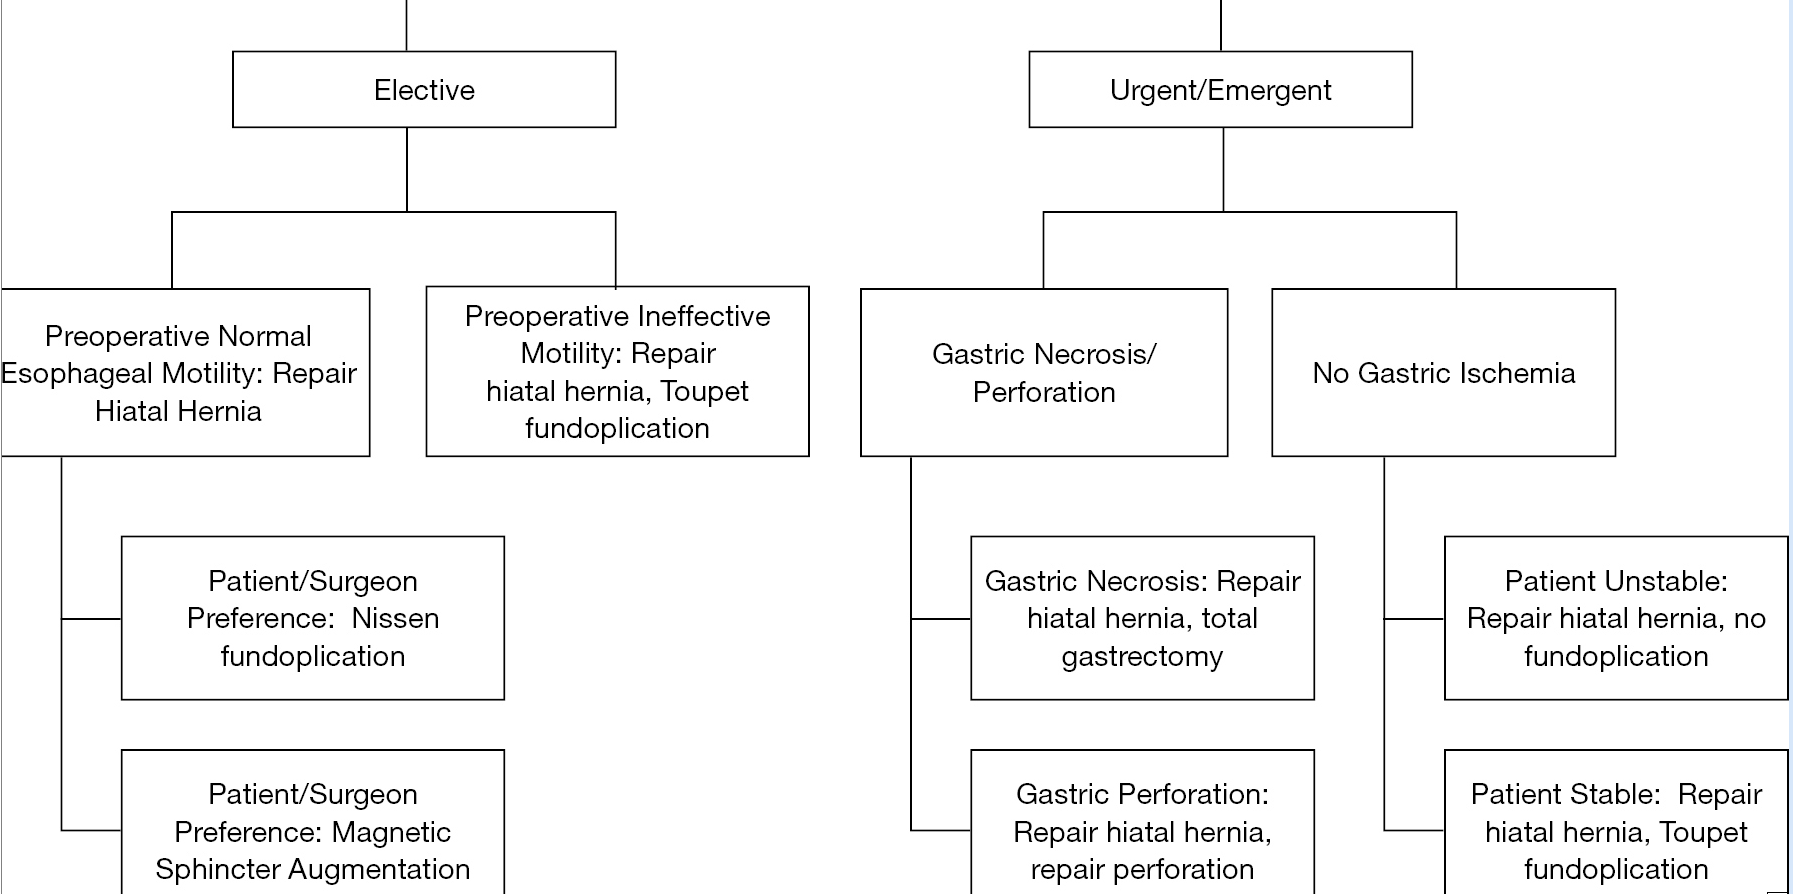 Elective
Urgent/Emergent
Preoperative Normal
Esophageal Motility: Repair
Hiatal Hernia
Preoperative Ineffective
Motility: Repair
hiatal hernia, Toupet
fundoplication
Gastric Necrosis/
Perforation
No Gastric Ischemia
Patient/Surgeon
Preference:  Nissen
fundoplication
Gastric Necrosis: Repair
hiatal hernia, total
gastrectomy
Patient Unstable:
Repair hiatal hernia, no
fundoplication
Patient/Surgeon
Preference: Magnetic
Sphincter Augmentation
Gastric Perforation:
Repair hiatal hernia,
repair perforation
Patient Stable:  Repair
hiatal hernia, Toupet
fundoplication